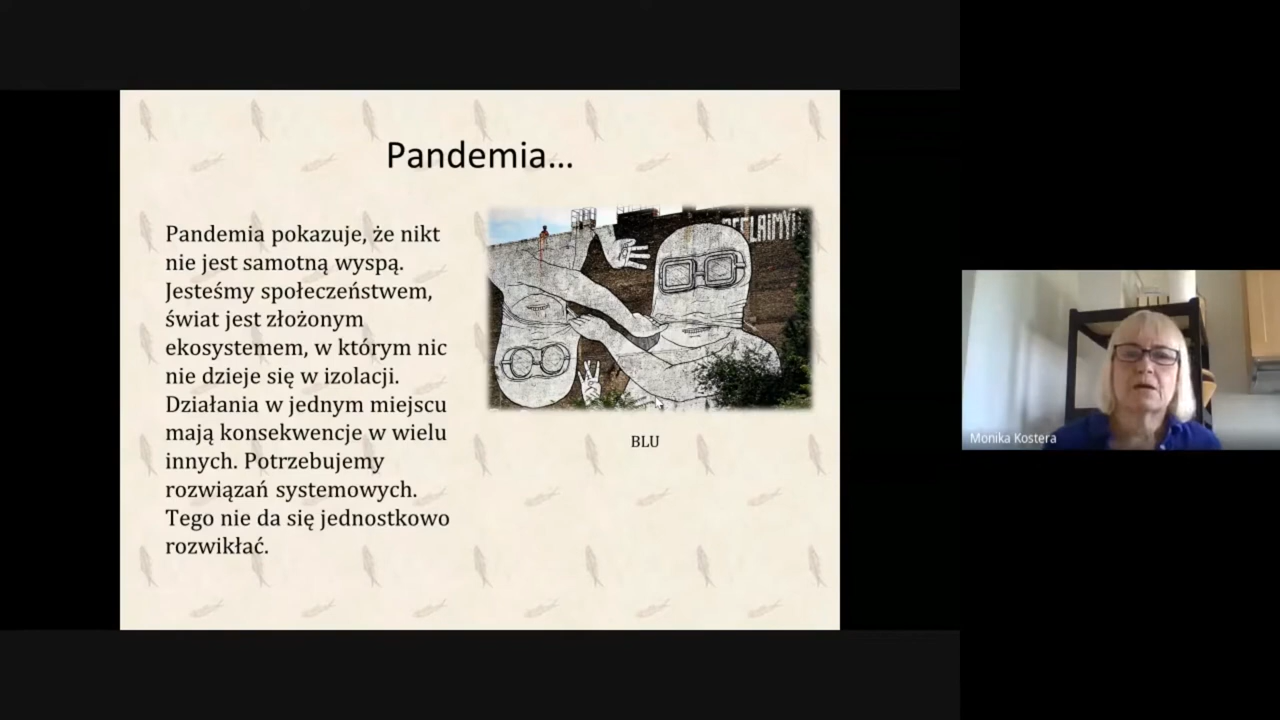 Pandemia...
Pandemia pokazuje, że nikt
nie jest samotną wyspą.
Jesteśmy społeczeństwem,
świat jest złożonym
ekosystemem, w którym nic
nie dzieje się w izolacji.
Działania w jednym miejscu
mają konsekwencje w wielu
innych. Potrzebujemy
rozwiązań systemowych.
Tego nie da się jednostkowo
rozwikłać.
BLU
Monika Kostera